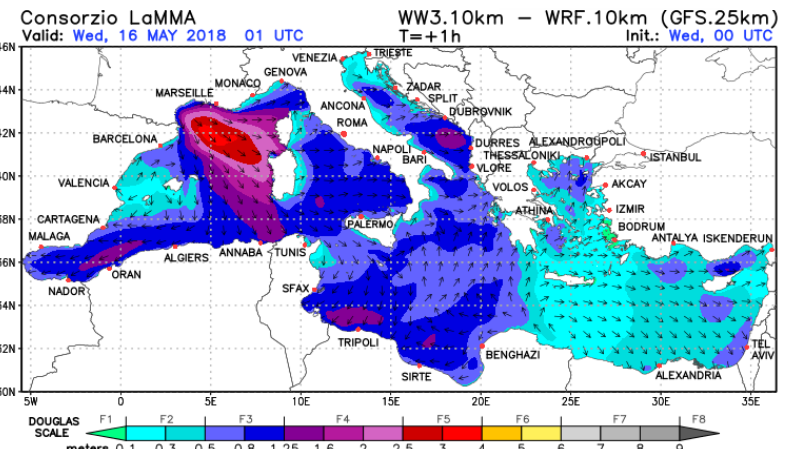 Consorzio LaMMA WW3.10km – WRF.10km (GFS.25km)
Valid: Wed, 16 MAY 2018 01 UTC T=+1h Init.: Wed, 00 UTC
46N
VENEZIA TRIESTE
GENOVA
MONACO
MARSEILLE
ZADAR
ANCONA SPLIT
ROMA DUBROVNIK
42N
BARCELONA
NAPOLI BARI DURRES ALEXANDROUPOLI
THESSALONIKI ISTANBUL
VLORE
VALENCIA
40N
VOLOS AKCAY
CARTAGENA PALERMO ATHINA IZMIR
38N
BODRUM
MALAGA ANNABA TUNIS ANTALYA ISKENDERUN
ALGIERS
36N
ORAN
NADOR SFAX
34N
TRIPOLI
BENGHAZI TEL AVIV
32N
SIRTE ALEXANDRIA
30N
5W 0 5E 10E 15E 20E 25E 30E 35E
DOUGLAS SCALE F1 F2 F3 F4 F5 F6 F7 F8
meters 0.1 0.3 0.5 0.8 1.25 1.6 2 2.5 3 4 5 6 7 8 9